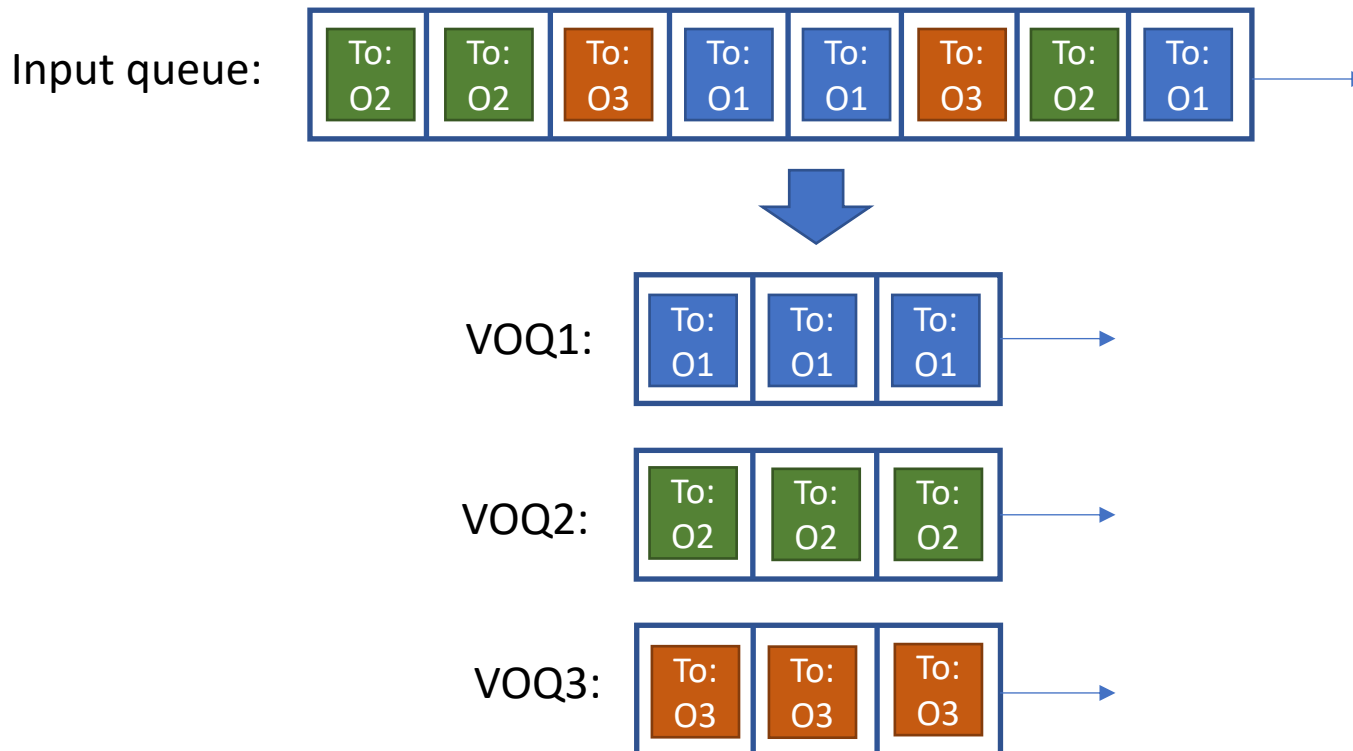 Input queue:
To: To: To: To: To: To: To: To:
O2 O2 O3 O1 O1 O3 O2 O1
VOQ1:
To: To: To:
O1 O1 O1
VOQ2:
To: To: To:
O2 O2 O2
VOQ3:
To: To: To:
O3 O3 O3